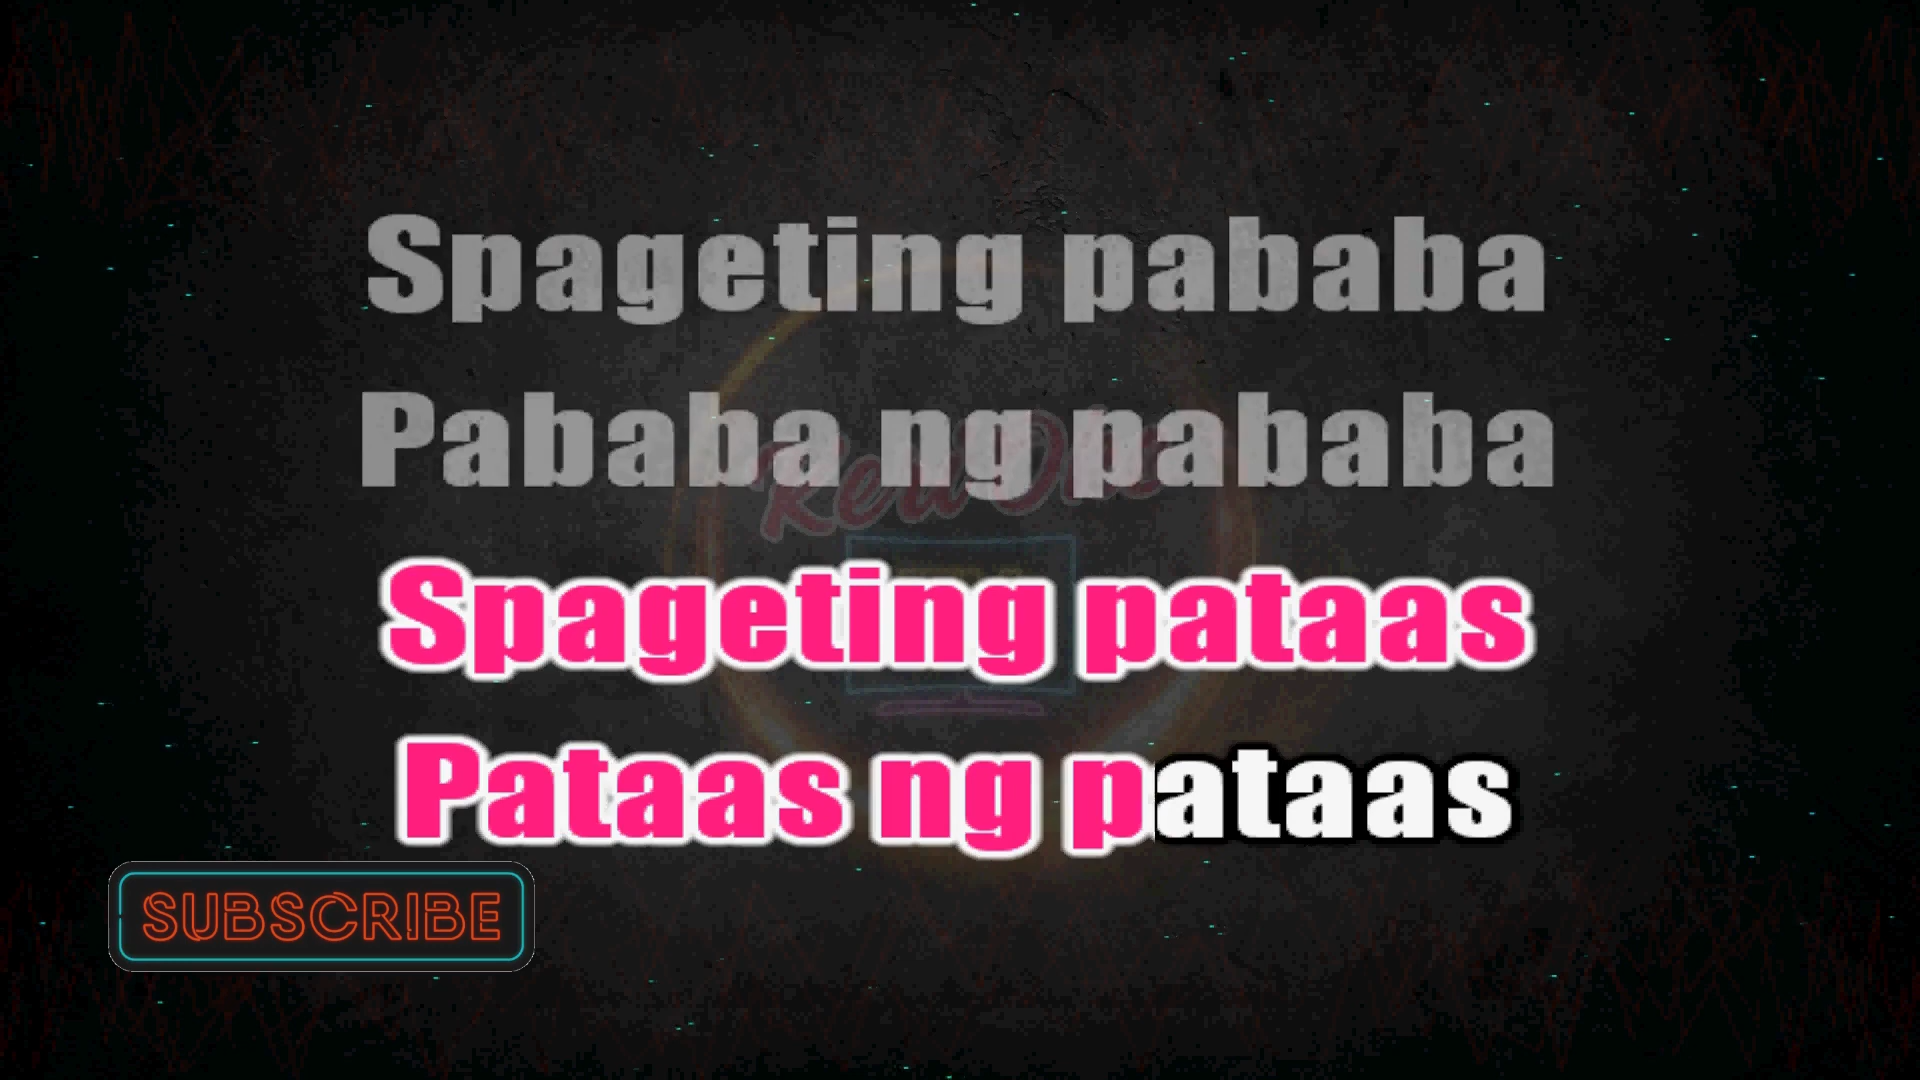 Spageting pababa
Pababa ng pababa
Spageting pataas
Pataas ng pataas
SUBSCRIBE